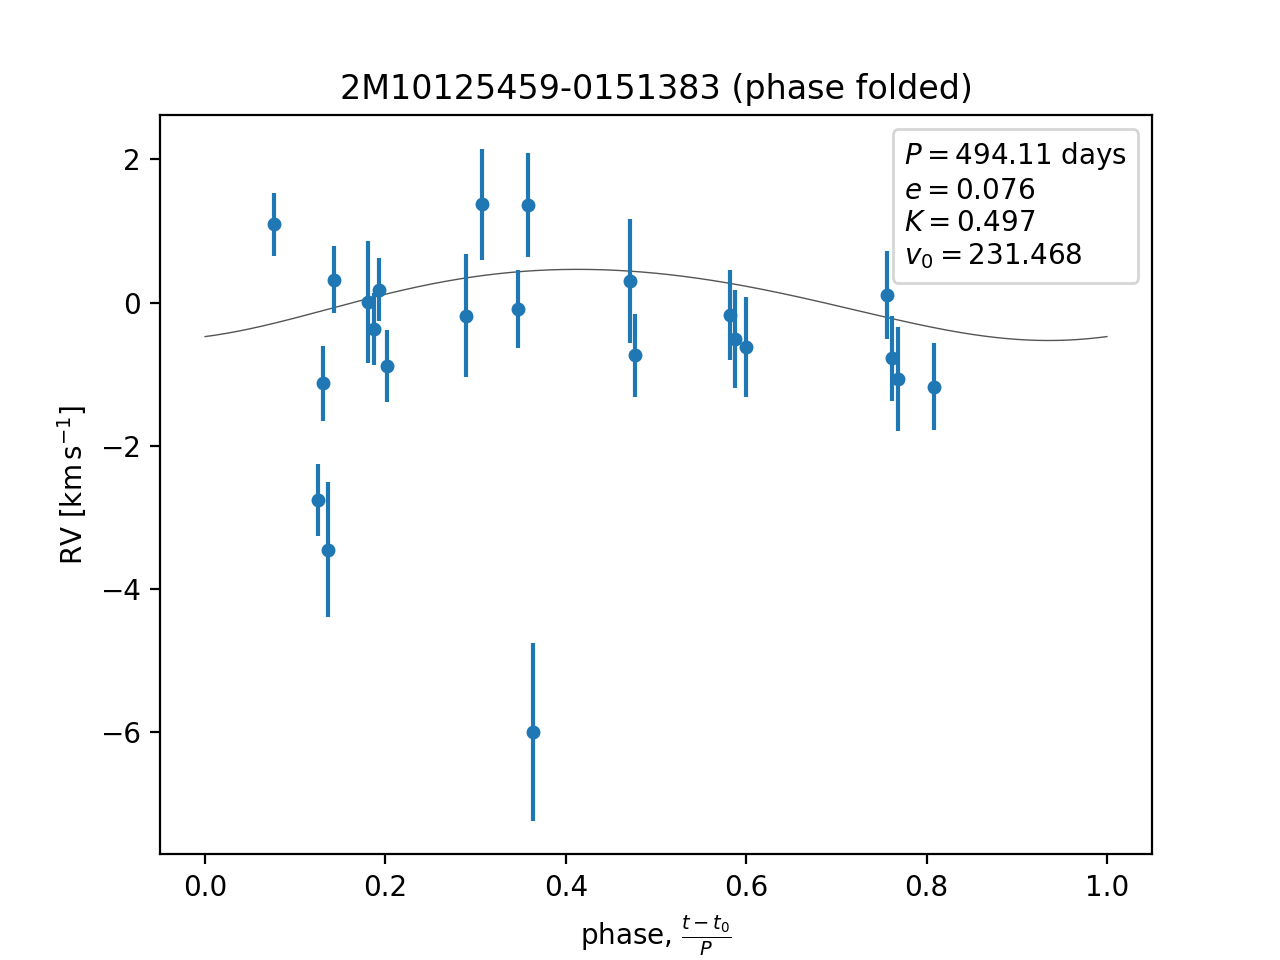 2M10125459-0151383 (phase folded)
P = 494.11 days
e = 0.076
K = 0.497
v₀ = 231.468
RV [km s⁻¹]
2
0
−2
−4
−6
0.0 0.2 0.4 0.6 0.8 1.0
phase, (t − t₀)/P